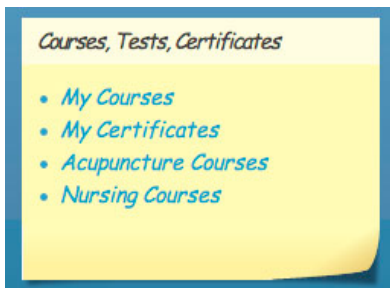 Courses, Tests, Certificates
My Courses
My Certificates
Acupuncture Courses
Nursing Courses